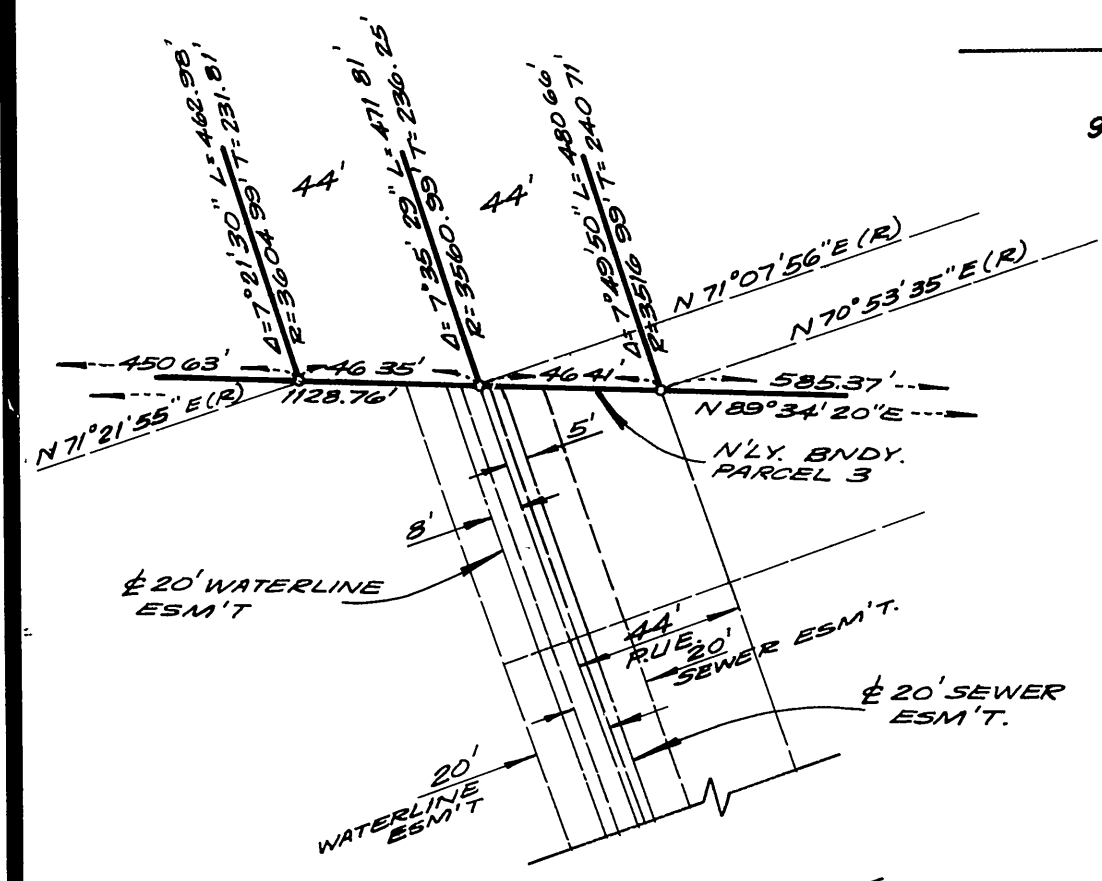 Δ=7°21'30" L=462.98'
R=3604 99' T=231.81'
44'
Δ=7°35' 29" L=471 81'
R=3560.99' T=236.25'
44'
Δ=7°49'50" L=480 66'
R=3516 99' T=240 71'
N 71°07'56"E (R)
N 70°53'35"E (R)
450 63'
46 35'
46 41'
585.37'
1128.76'
N 89°34'20"E
N 71°21'55"E (R)
5'
N'LY. BNDY.
PARCEL 3
8'
℄ 20' WATERLINE
ESM'T
44'
P.U.E.
20'
SEWER ESM'T.
℄ 20' SEWER
ESM'T.
20'
WATERLINE
ESM'T